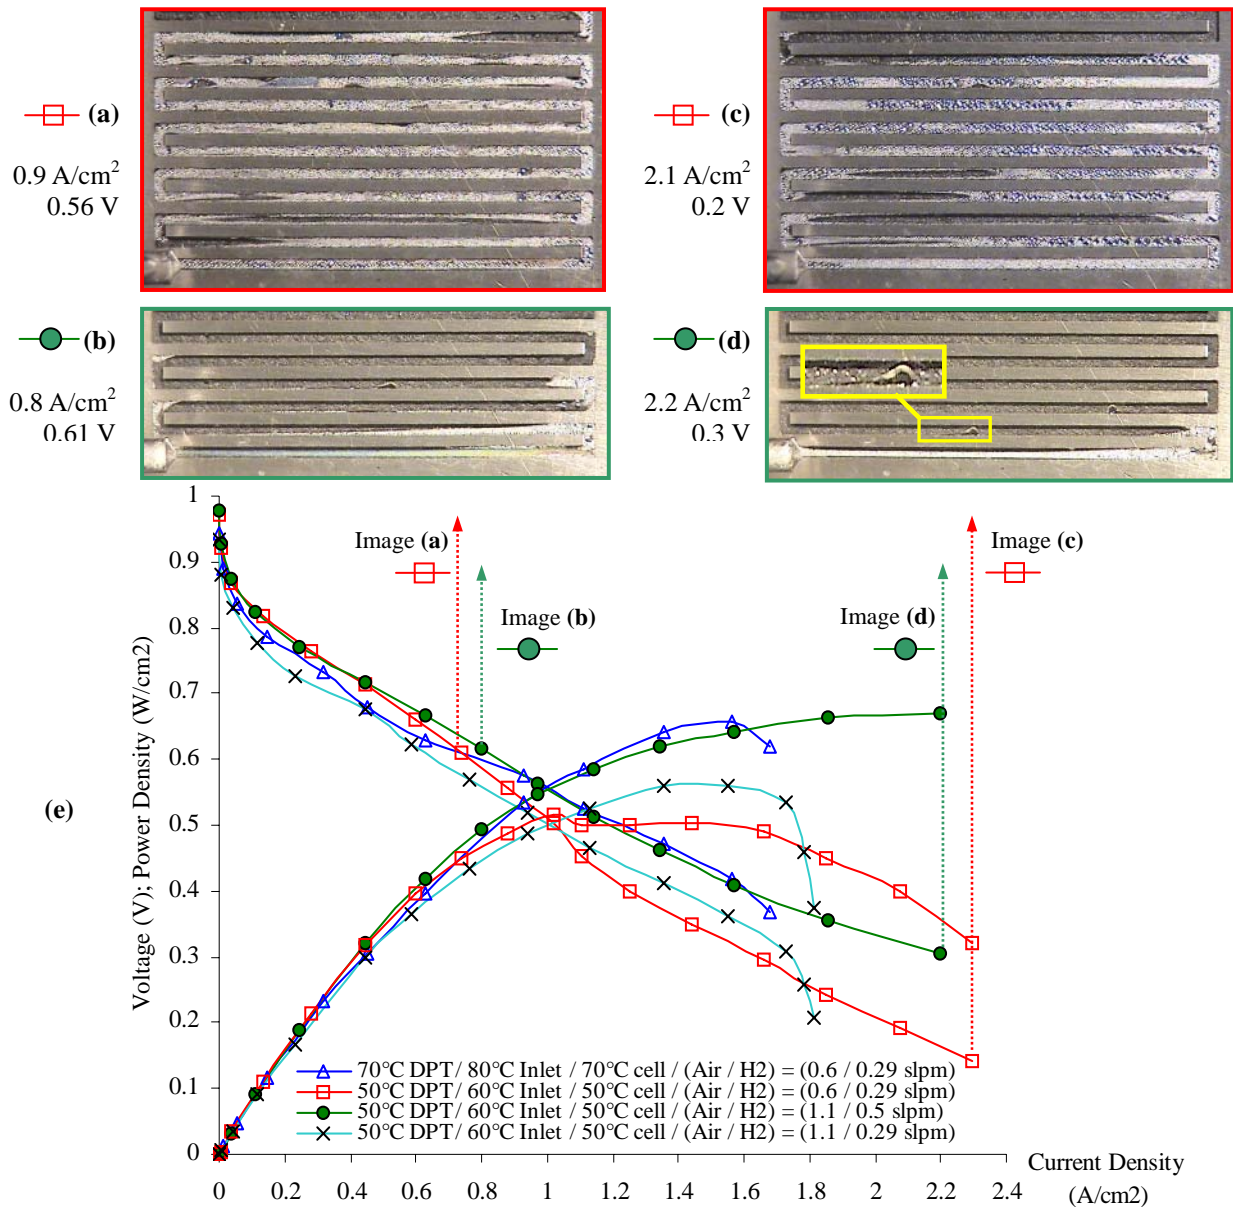 (a)
0.9 A/cm²
0.56 V
(c)
2.1 A/cm²
0.2 V
(b)
0.8 A/cm²
0.61 V
(d)
2.2 A/cm²
0.3 V
(e)
Voltage (V); Power Density (W/cm2)
1
0.9
0.8
0.7
0.6
0.5
0.4
0.3
0.2
0.1
0
Image (a)
Image (b)
Image (c)
Image (d)
70°C DPT/ 80°C Inlet / 70°C cell / (Air / H2) = (0.6 / 0.29 slpm)
50°C DPT/ 60°C Inlet / 50°C cell / (Air / H2) = (0.6 / 0.29 slpm)
50°C DPT/ 60°C Inlet / 50°C cell / (Air / H2) = (1.1 / 0.5 slpm)
50°C DPT/ 60°C Inlet / 50°C cell / (Air / H2) = (1.1 / 0.29 slpm)
0 0.2 0.4 0.6 0.8 1 1.2 1.4 1.6 1.8 2 2.2 2.4
Current Density
(A/cm2)